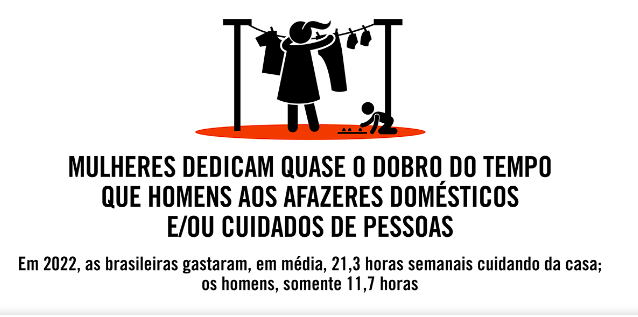 MULHERES DEDICAM QUASE O DOBRO DO TEMPO
QUE HOMENS AOS AFAZERES DOMÉSTICOS
E/OU CUIDADOS DE PESSOAS
Em 2022, as brasileiras gastaram, em média, 21,3 horas semanais cuidando da casa;
os homens, somente 11,7 horas